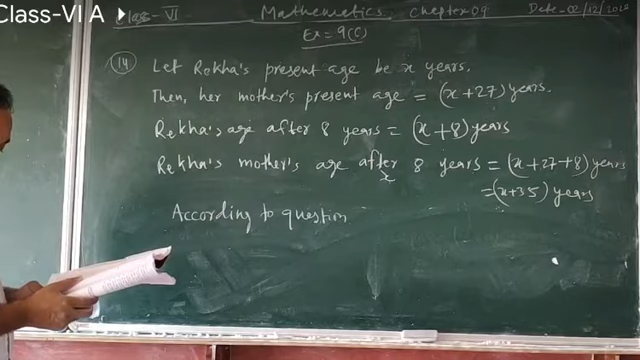 Class-VI A
Class VI Mathematics Chapter 09 Date-02/12/2020
Ex = 9(C)
(14) Let Rekha's present age be x years.
Then, her mother's present age = (x+27) years.
Rekha's age after 8 years = (x+8) years
Rekha's mother's age after 8 years = (x+27+8) years
x
= (x+35) years
According to question